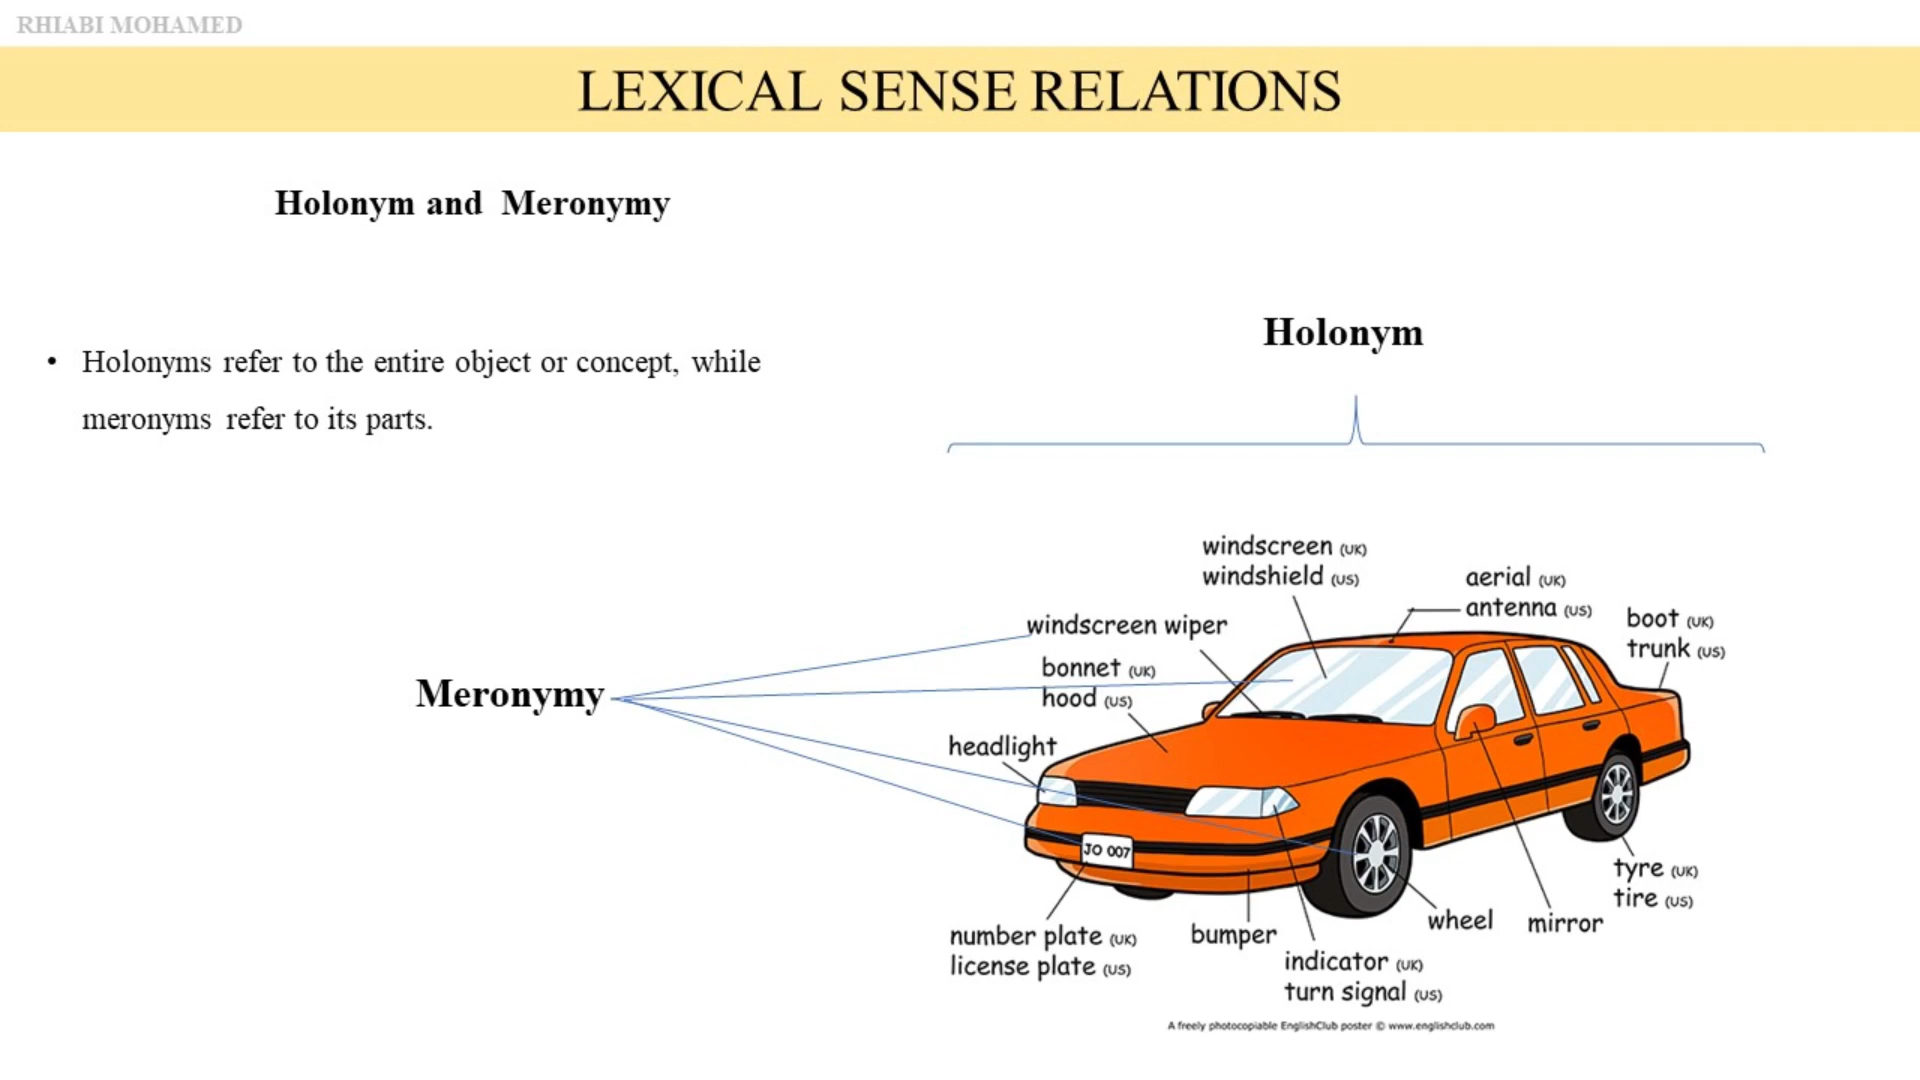 RHIABI MOHAMED
LEXICAL SENSE RELATIONS
Holonym and Meronymy
• Holonyms refer to the entire object or concept, while
meronyms refer to its parts.
Holonym
Meronymy
windscreen (UK)
windshield (US)
aerial (UK)
antenna (US)
boot (UK)
trunk (US)
windscreen wiper
bonnet (UK)
hood (US)
headlight
JO 007
tyre (UK)
tire (US)
wheel
mirror
number plate (UK)
license plate (US)
bumper
indicator (UK)
turn signal (US)
A freely photocopiable EnglishClub poster © www.englishclub.com